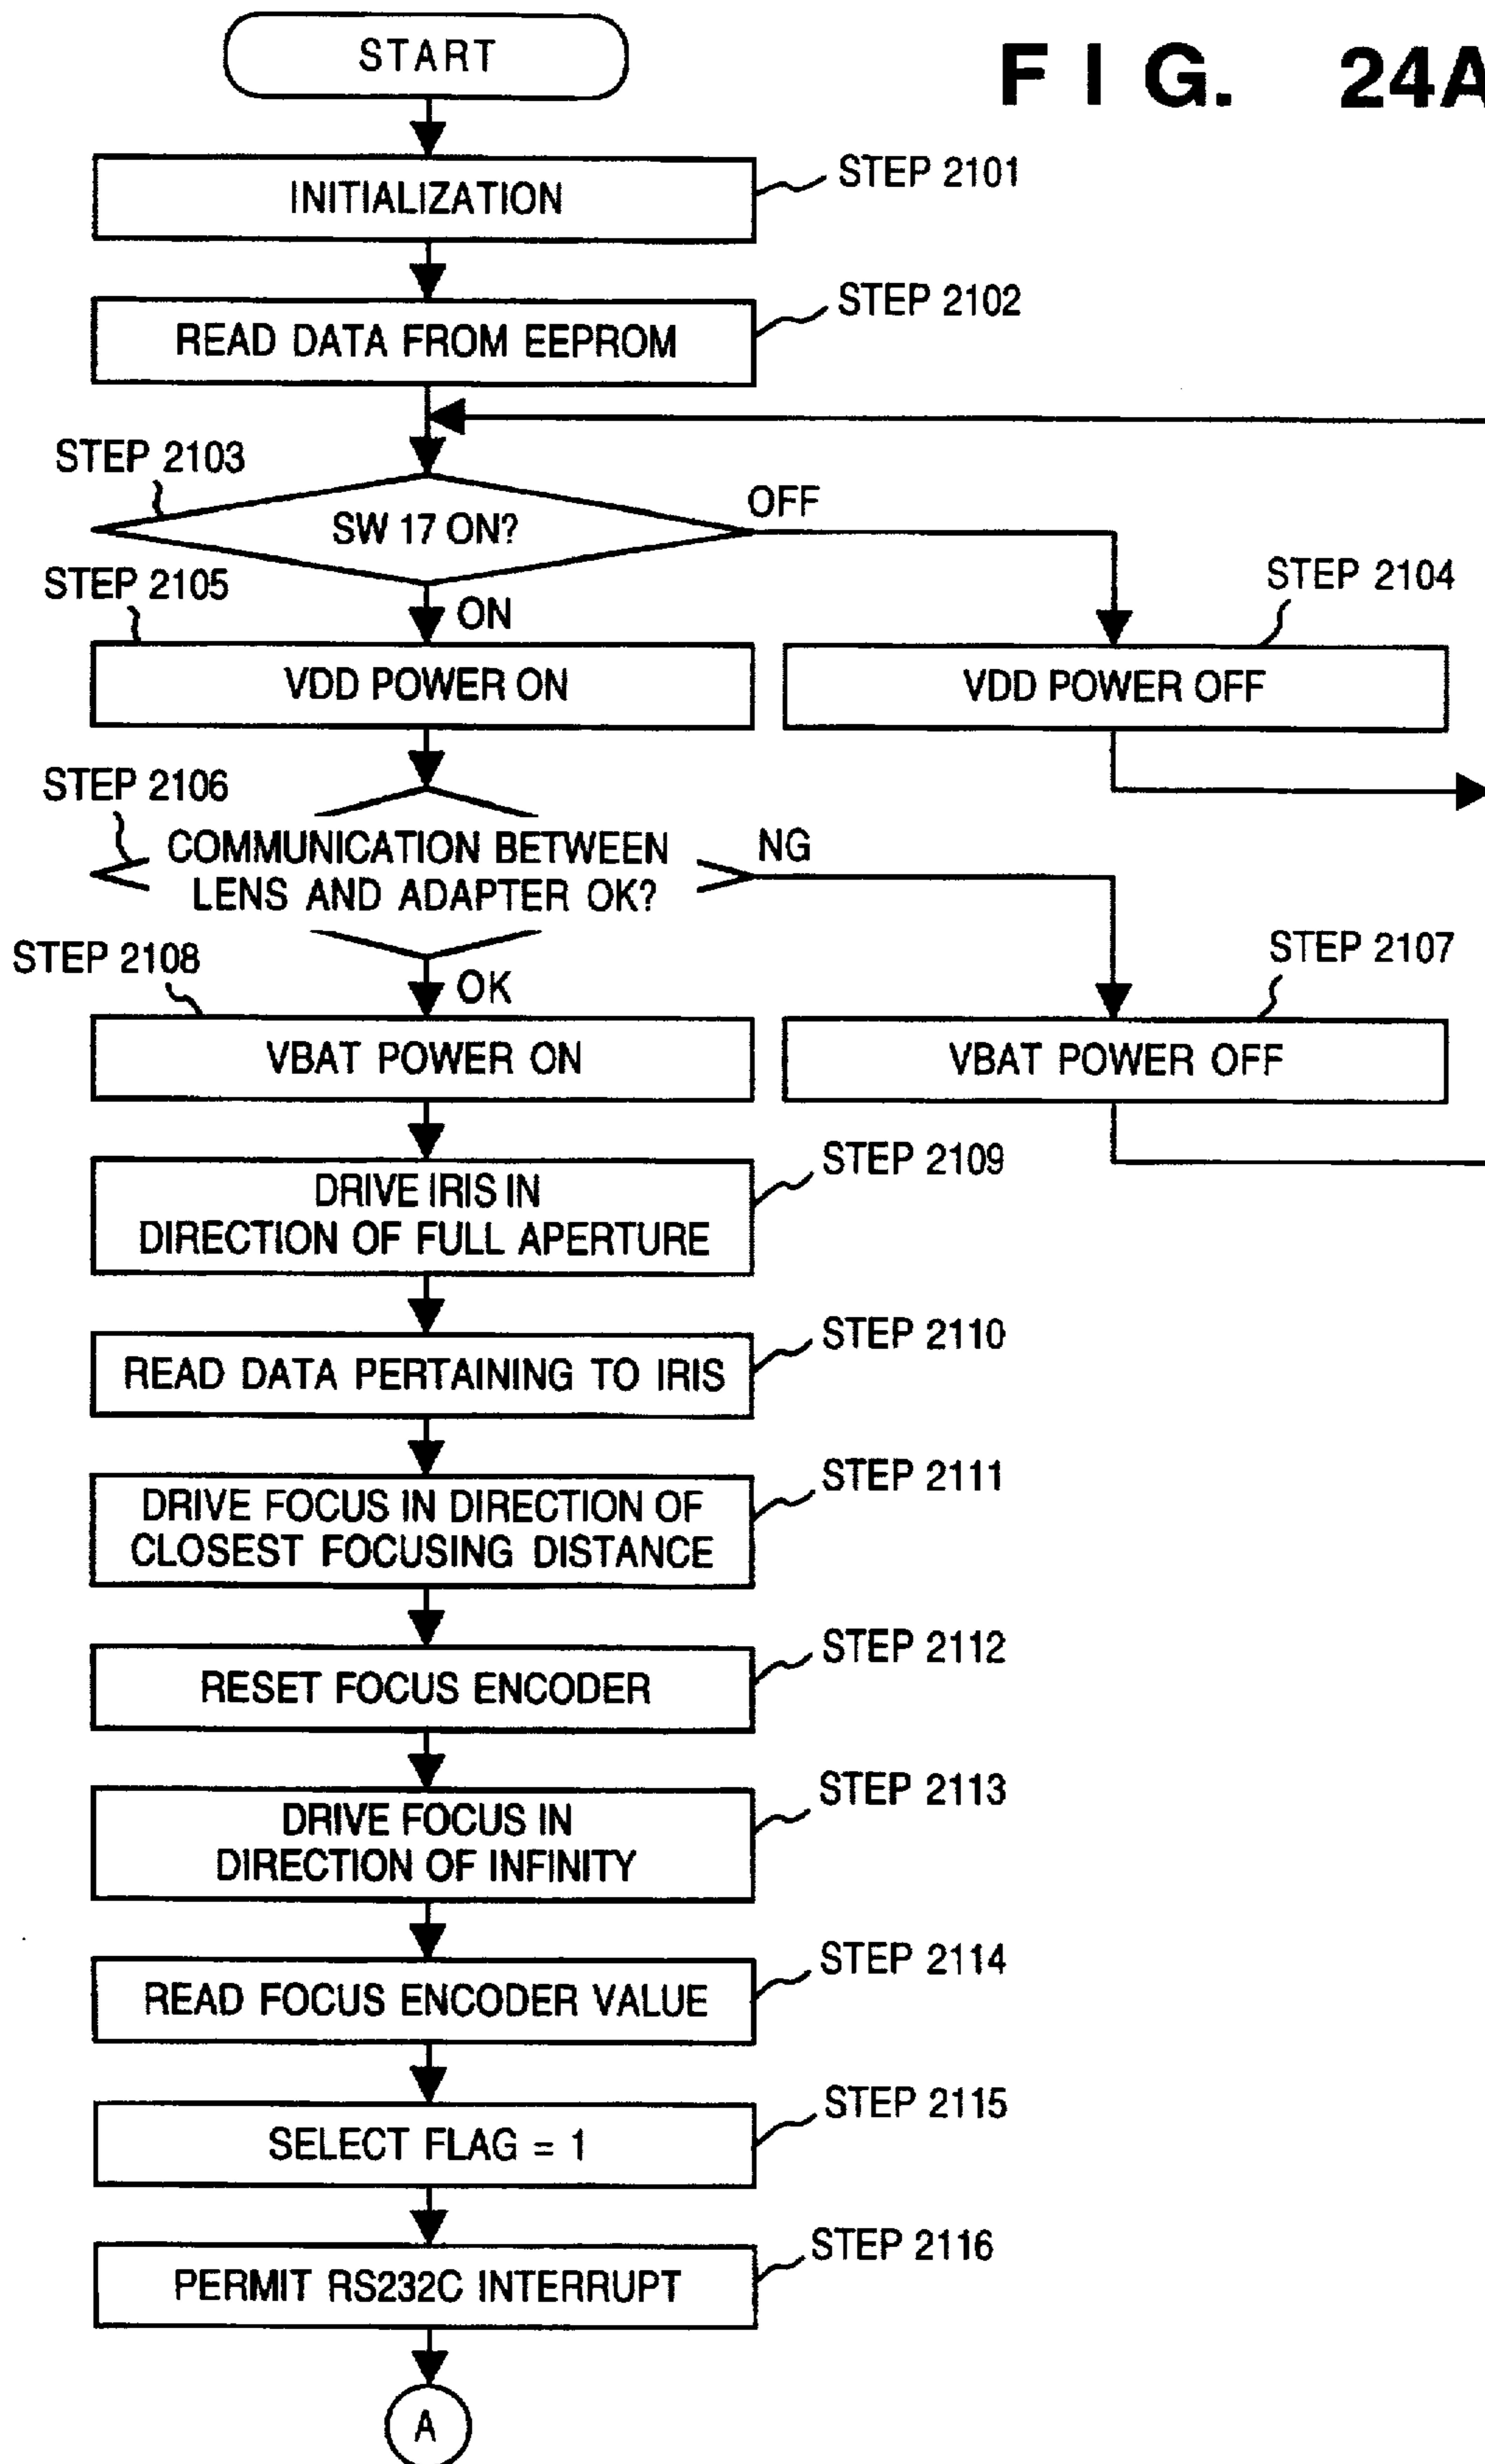 START
FIG. 24A
INITIALIZATION
STEP 2101
READ DATA FROM EEPROM
STEP 2102
STEP 2103
SW 17 ON?
OFF
STEP 2105
ON
STEP 2104
VDD POWER ON
VDD POWER OFF
STEP 2106
COMMUNICATION BETWEEN
LENS AND ADAPTER OK?
NG
STEP 2108
OK
STEP 2107
VBAT POWER ON
VBAT POWER OFF
STEP 2109
DRIVE IRIS IN
DIRECTION OF FULL APERTURE
STEP 2110
READ DATA PERTAINING TO IRIS
STEP 2111
DRIVE FOCUS IN DIRECTION OF
CLOSEST FOCUSING DISTANCE
STEP 2112
RESET FOCUS ENCODER
STEP 2113
DRIVE FOCUS IN
DIRECTION OF INFINITY
STEP 2114
READ FOCUS ENCODER VALUE
STEP 2115
SELECT FLAG = 1
STEP 2116
PERMIT RS232C INTERRUPT
A